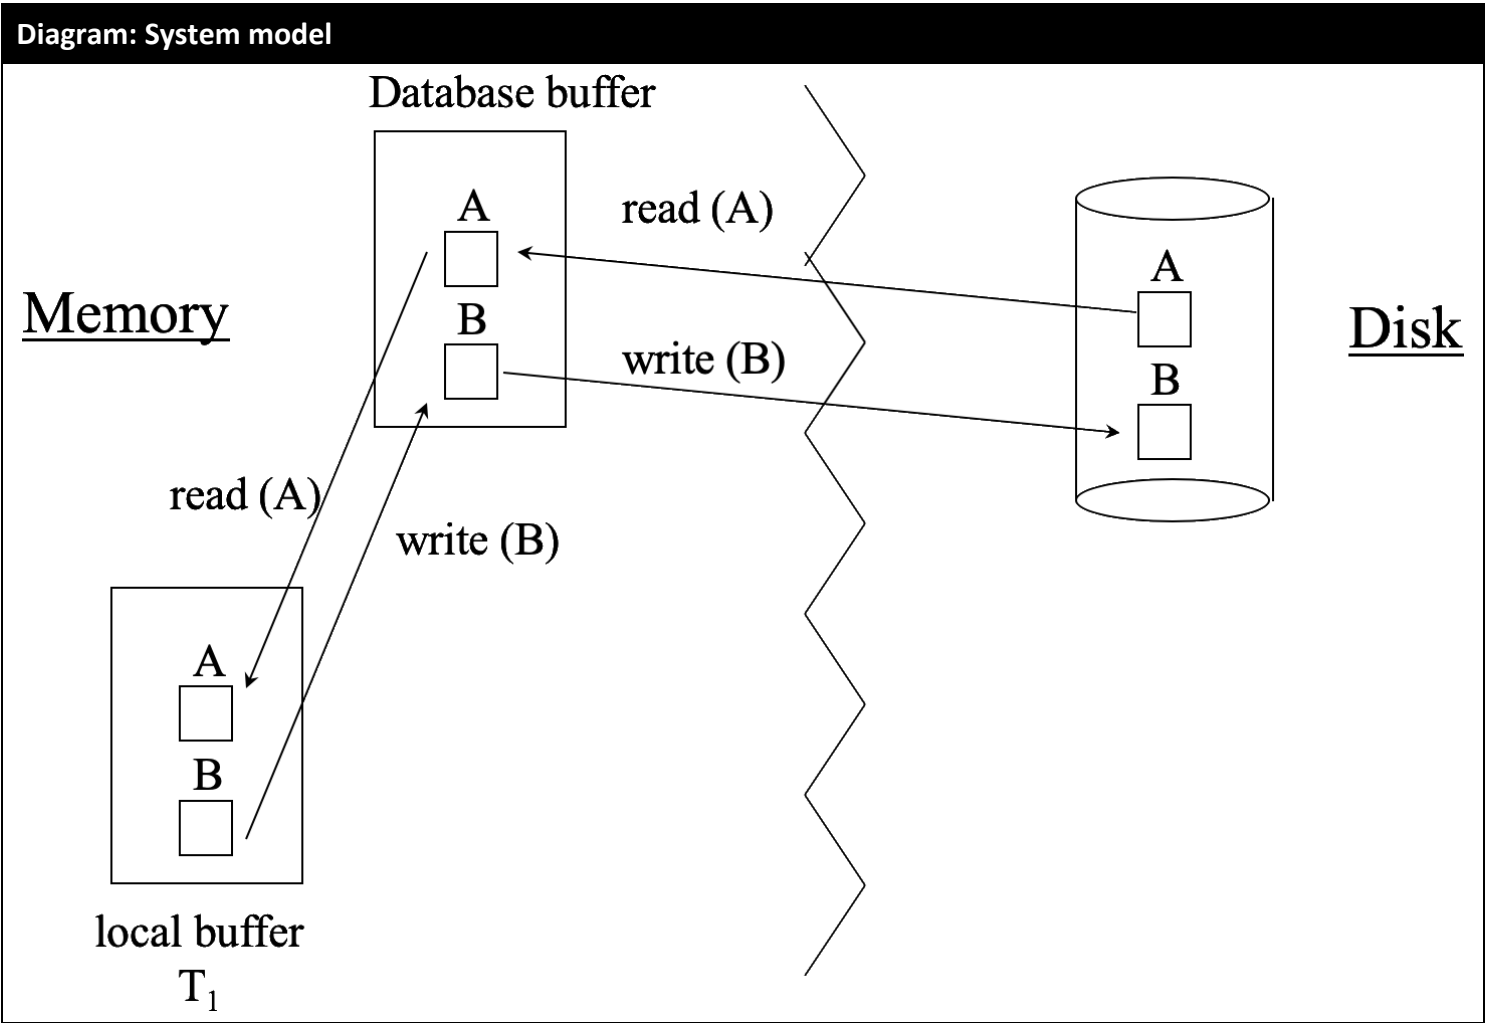 Diagram: System model
Database buffer
A
read (A)
A
Memory
B
Disk
write (B)
B
read (A)
write (B)
A
B
local buffer
T₁